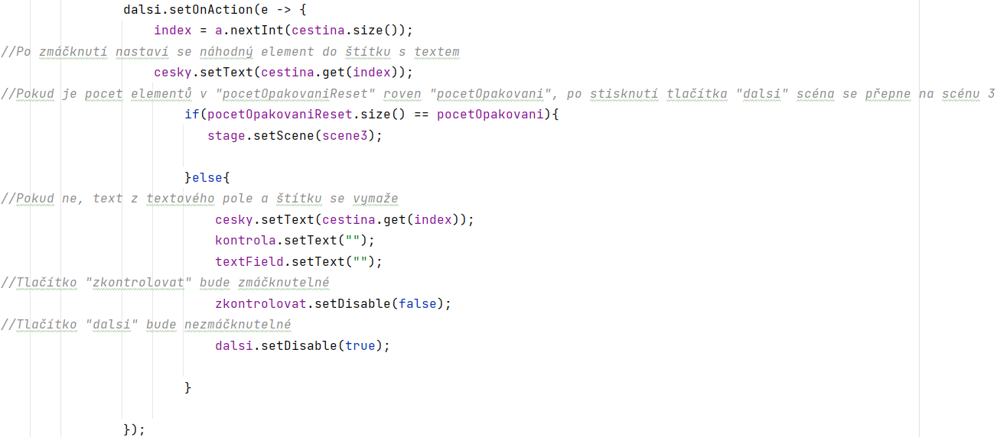 dalsi.setOnAction(e -> {
index = a.nextInt(cestina.size());
//Po zmáčknutí nastaví se náhodný element do štítku s textem
cesky.setText(cestina.get(index));
//Pokud je pocet elementů v "pocetOpakovaniReset" roven "pocetOpakovani", po stisknutí tlačítka "dalsi" scéna se přepne na scénu 3
if(pocetOpakovaniReset.size() == pocetOpakovani){
stage.setScene(scene3);
}else{
//Pokud ne, text z textového pole a štítku se vymaže
cesky.setText(cestina.get(index));
kontrola.setText("");
textField.setText("");
//Tlačítko "zkontrolovat" bude zmáčknutelné
zkontrolovat.setDisable(false);
//Tlačítko "dalsi" bude nezmáčknutelné
dalsi.setDisable(true);
}
});